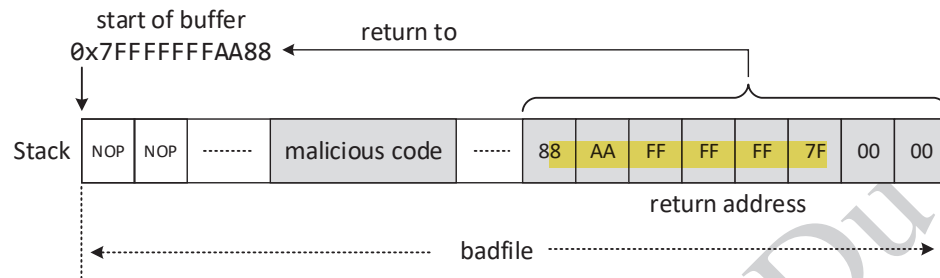 start of buffer
0x7FFFFFFFAA88
return to
Stack NOP NOP malicious code 88 AA FF FF FF 7F 00 00
return address
badfile
Du